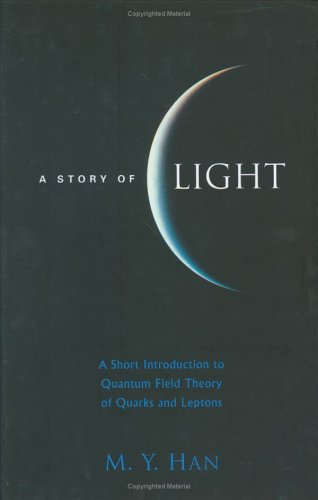 A STORY OF LIGHT
A Short Introduction to
Quantum Field Theory
of Quarks and Leptons
M. Y. HAN